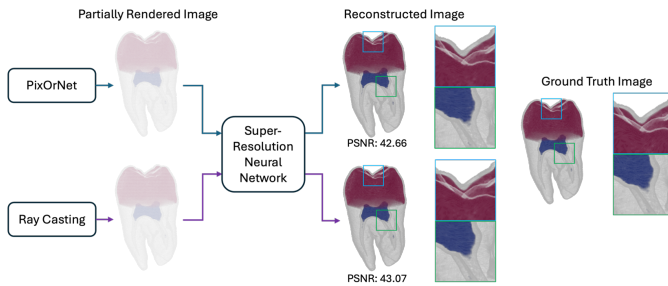 Partially Rendered Image
Reconstructed Image
PixOrNet
Super-
Resolution
Neural
Network
PSNR: 42.66
Ground Truth Image
Ray Casting
PSNR: 43.07